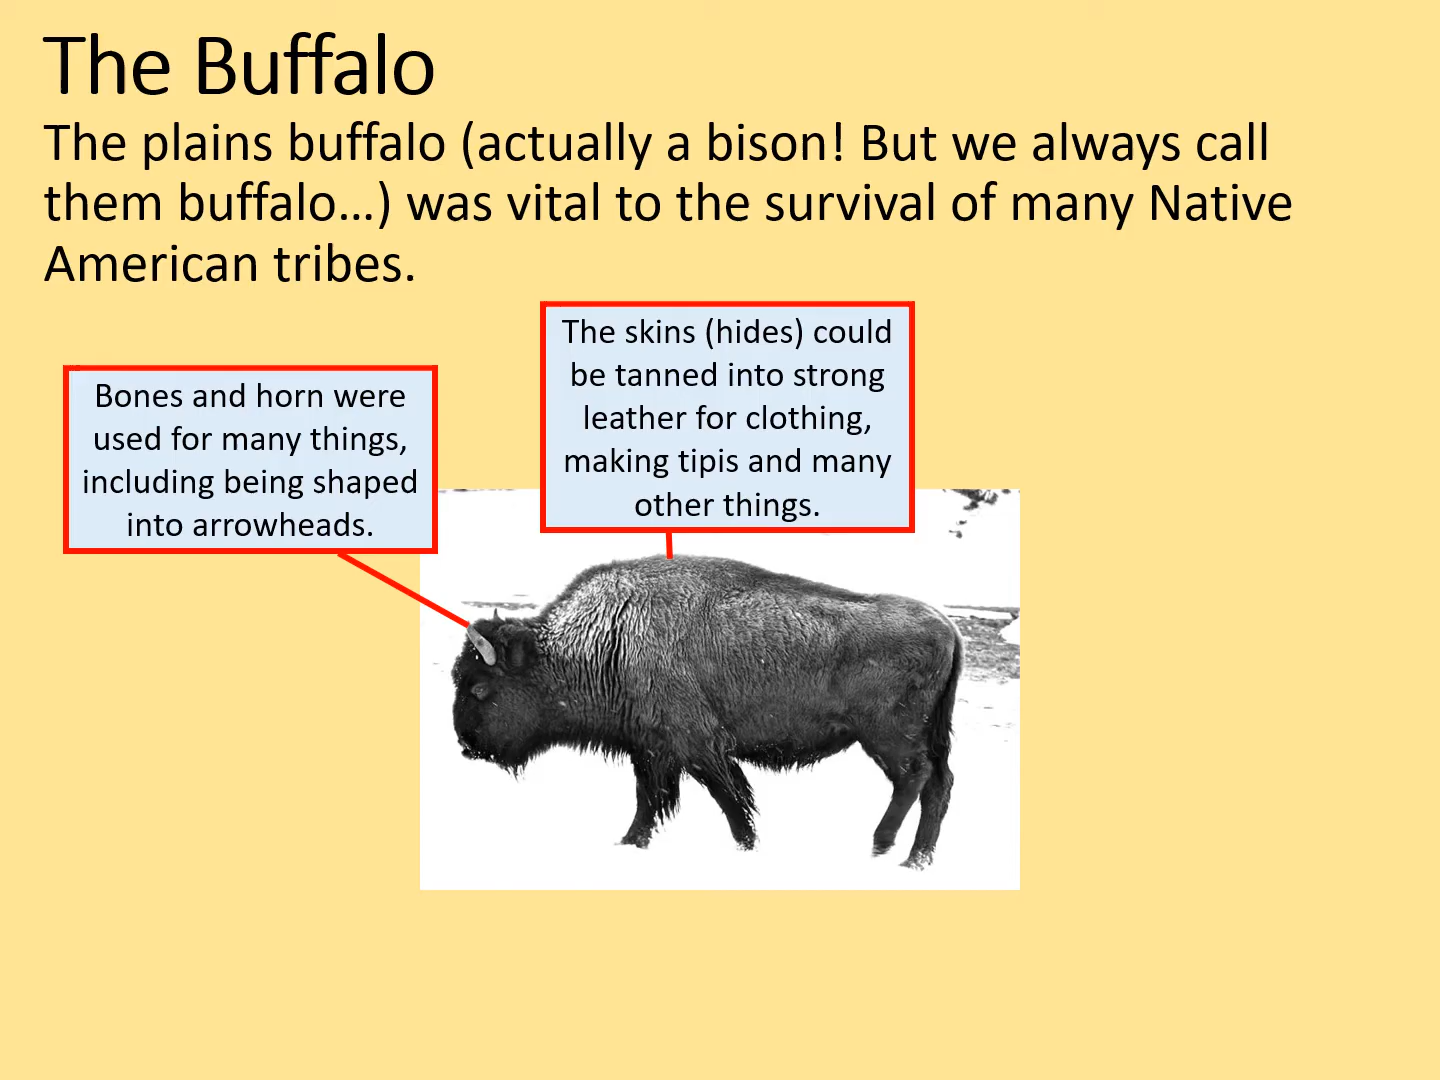 The Buffalo
The plains buffalo (actually a bison! But we always call
them buffalo…) was vital to the survival of many Native
American tribes.
Bones and horn were
used for many things,
including being shaped
into arrowheads.
The skins (hides) could
be tanned into strong
leather for clothing,
making tipis and many
other things.